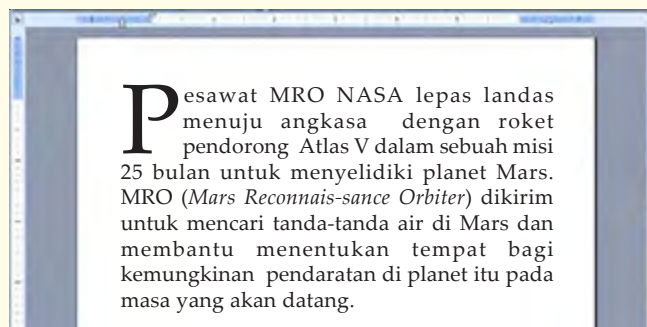 Pesawat MRO NASA lepas landas
menuju angkasa dengan roket
pendorong Atlas V dalam sebuah misi
25 bulan untuk menyelidiki planet Mars.
MRO (Mars Reconnais-sance Orbiter) dikirim
untuk mencari tanda-tanda air di Mars dan
membantu menentukan tempat bagi
kemungkinan pendaratan di planet itu pada
masa yang akan datang.